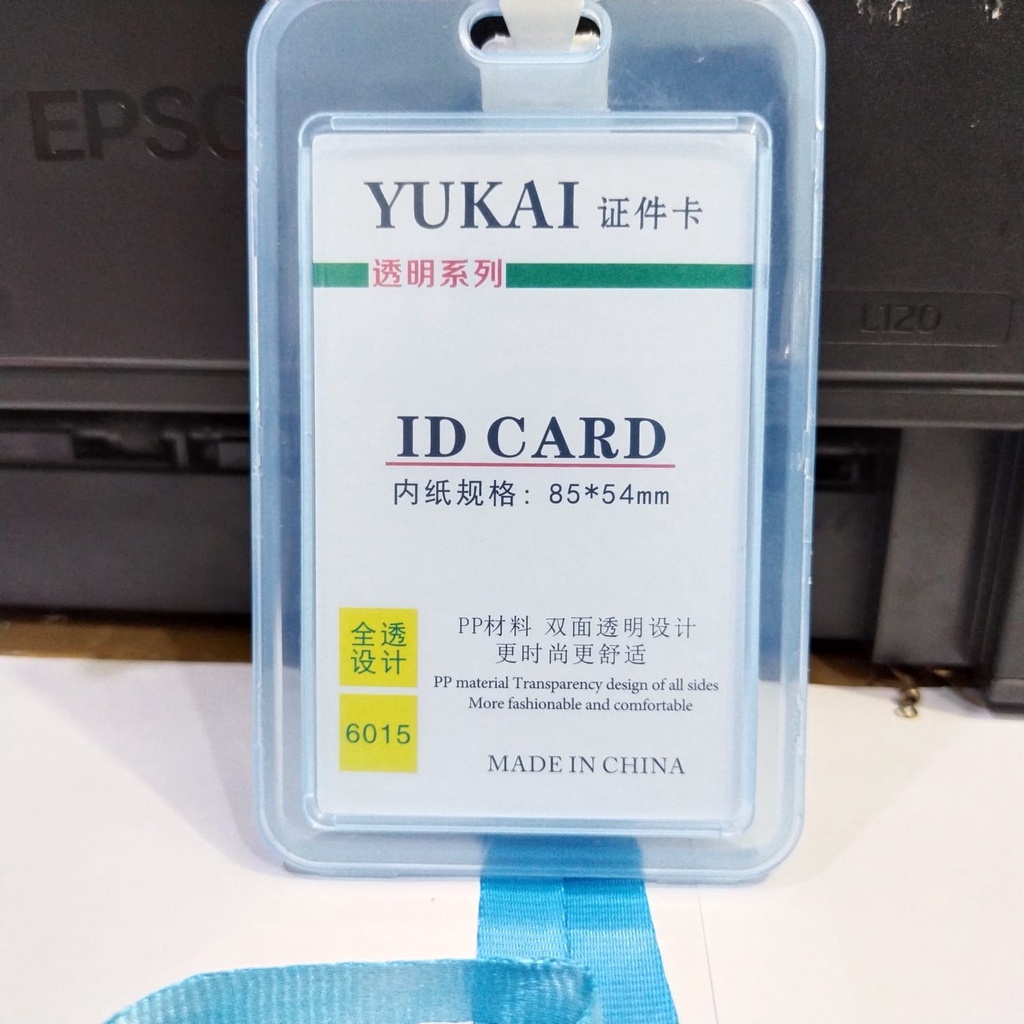 EPSO
YUKAI 证件卡
透明系列
L120
ID CARD
内纸规格: 85*54mm
全透
设计
PP材料 双面透明设计
更时尚更舒适
PP material Transparency design of all sides
More fashionable and comfortable
6015
MADE IN CHINA